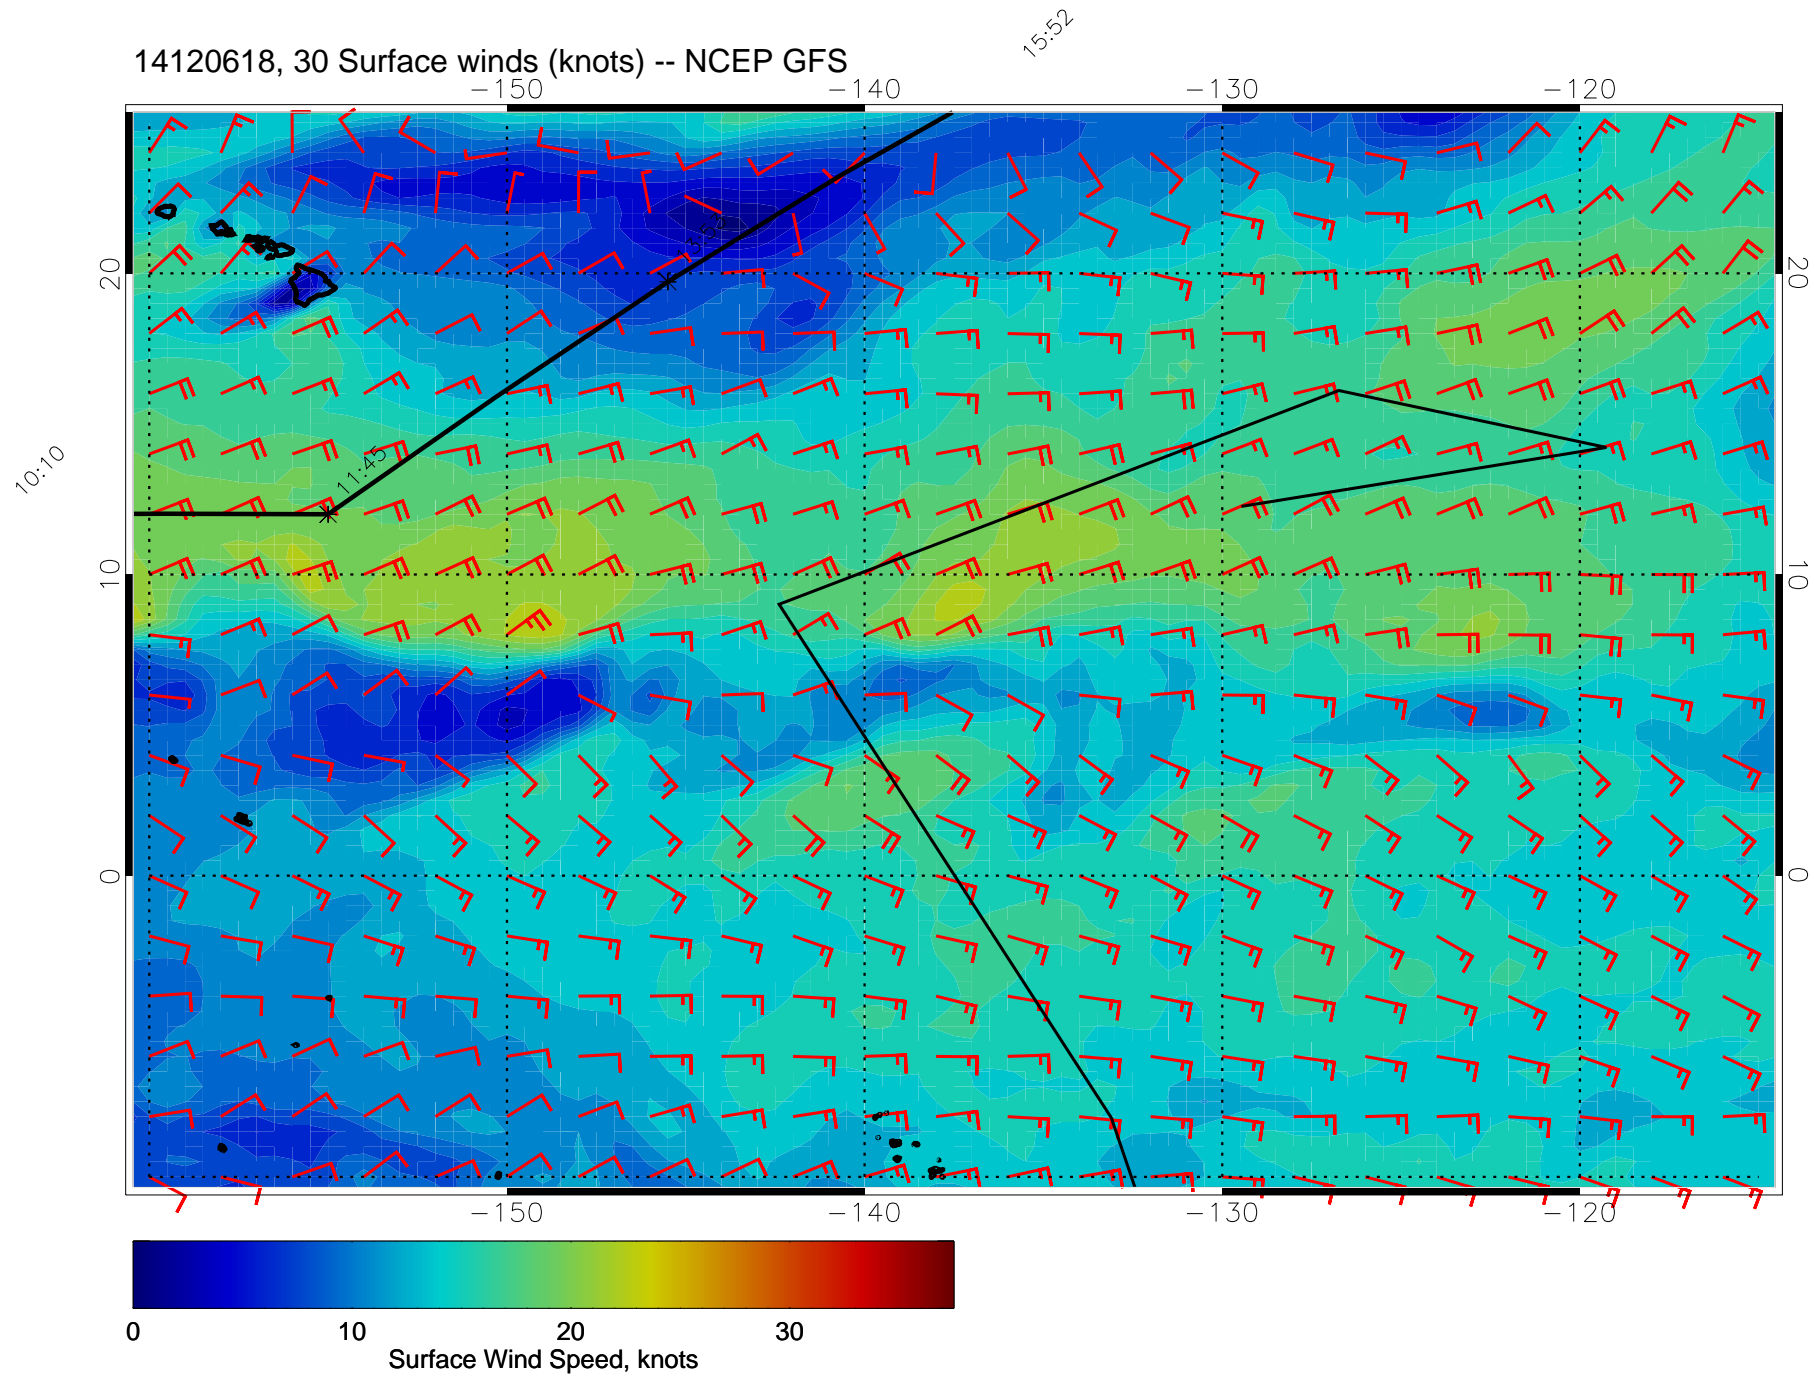 15:52
14120618, 30 Surface winds (knots) -- NCEP GFS
-150 -140 -130 -120
20 20
11:45
10:10
10 10
0 0
-150 -140 -130 -120
0 10 20 30
Surface Wind Speed, knots